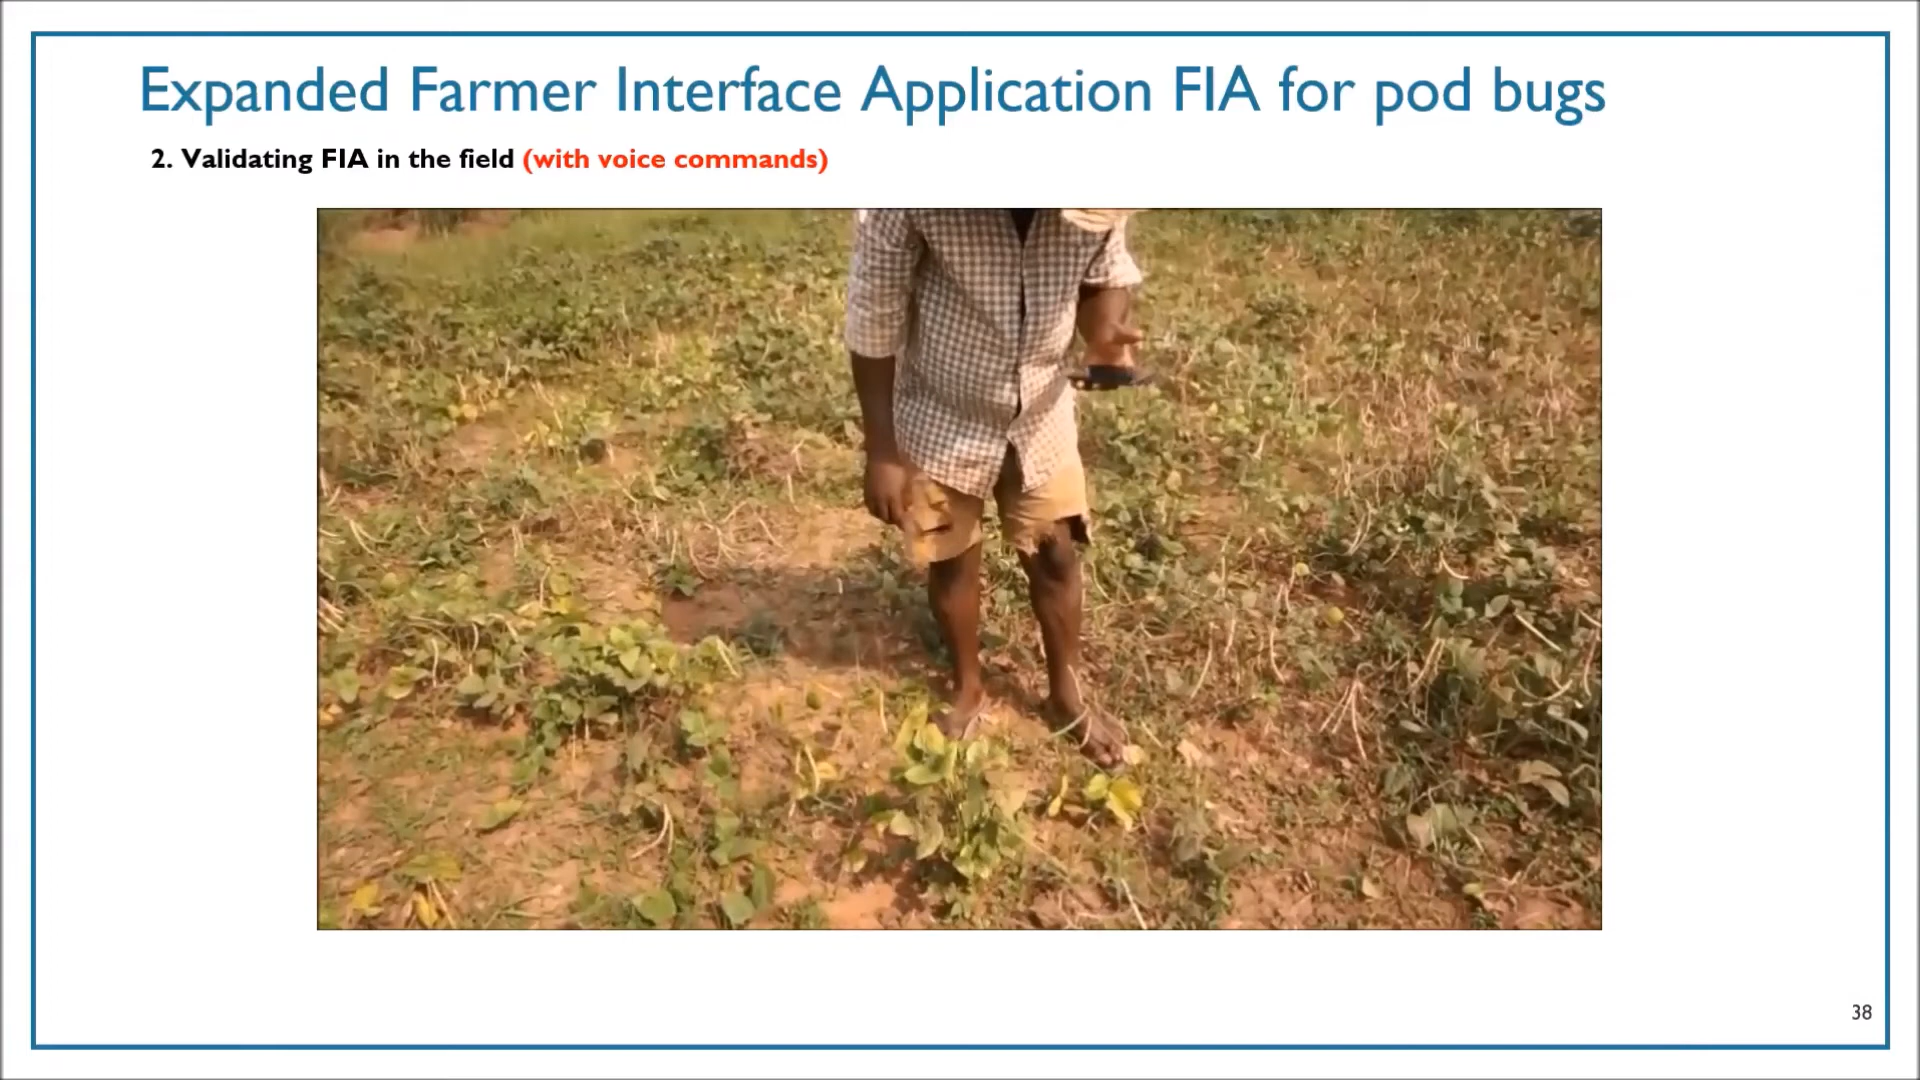 Expanded Farmer Interface Application FIA for pod bugs
2. Validating FIA in the field (with voice commands)
38